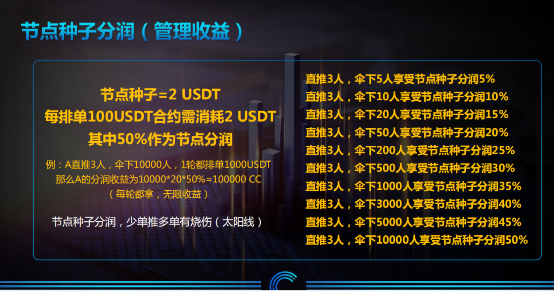 节点种子分润（管理收益）
节点种子=2 USDT
每排单100USDT合约需消耗2 USDT
其中50%作为节点分润
例：A直推3人，伞下10000人，1轮都排单1000USDT
那么A的分润收益为10000*20*50%=100000 CC
（每轮都拿，无限收益）
节点种子分润，少单推多单有烧伤（太阳线）
直推3人，伞下5人享受节点种子分润5%
直推3人，伞下10人享受节点种子分润10%
直推3人，伞下20人享受节点种子分润15%
直推3人，伞下50人享受节点种子分润20%
直推3人，伞下200人享受节点种子分润25%
直推3人，伞下500人享受节点种子分润30%
直推3人，伞下1000人享受节点种子分润35%
直推3人，伞下3000人享受节点种子分润40%
直推3人，伞下5000人享受节点种子分润45%
直推3人，伞下10000人享受节点种子分润50%